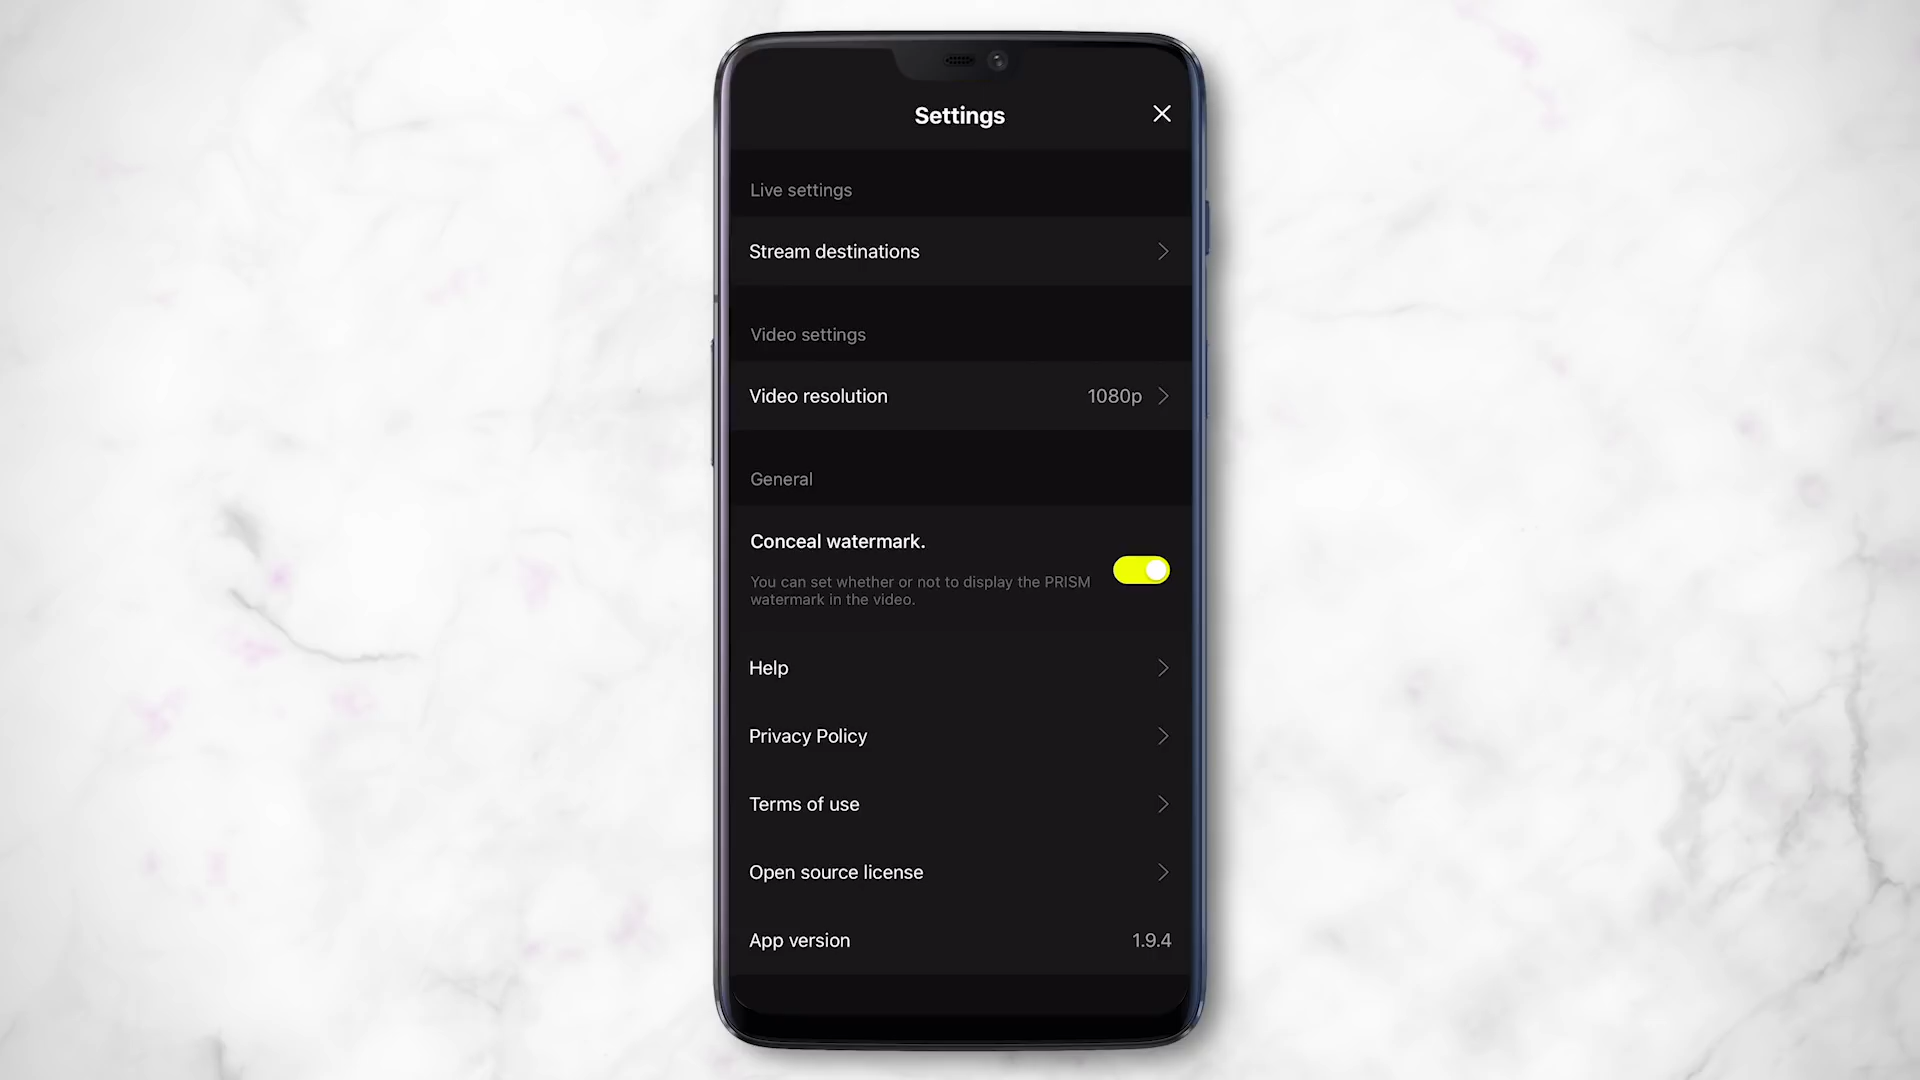 Settings
Live settings
Stream destinations
Video settings
Video resolution 1080p
General
Conceal watermark.
You can set whether or not to display the PRISM
watermark in the video.
Help
Privacy Policy
Terms of use
Open source license
App version 1.9.4